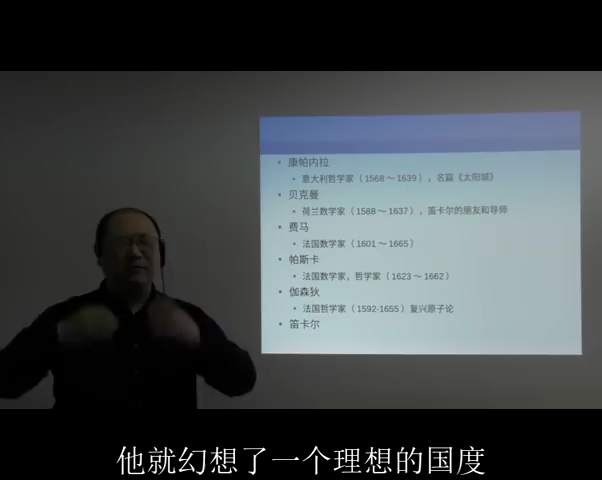 • 康帕内拉
• 意大利哲学家（1568～1639），名篇《太阳城》
• 贝克曼
• 荷兰数学家（1588～1637），笛卡尔的朋友和导师
• 费马
• 法国数学家（1601～1665）
• 帕斯卡
• 法国数学家，哲学家（1623～1662）
• 伽森狄
• 法国哲学家（1592-1655）复兴原子论
• 笛卡尔
他就幻想了一个理想的国度